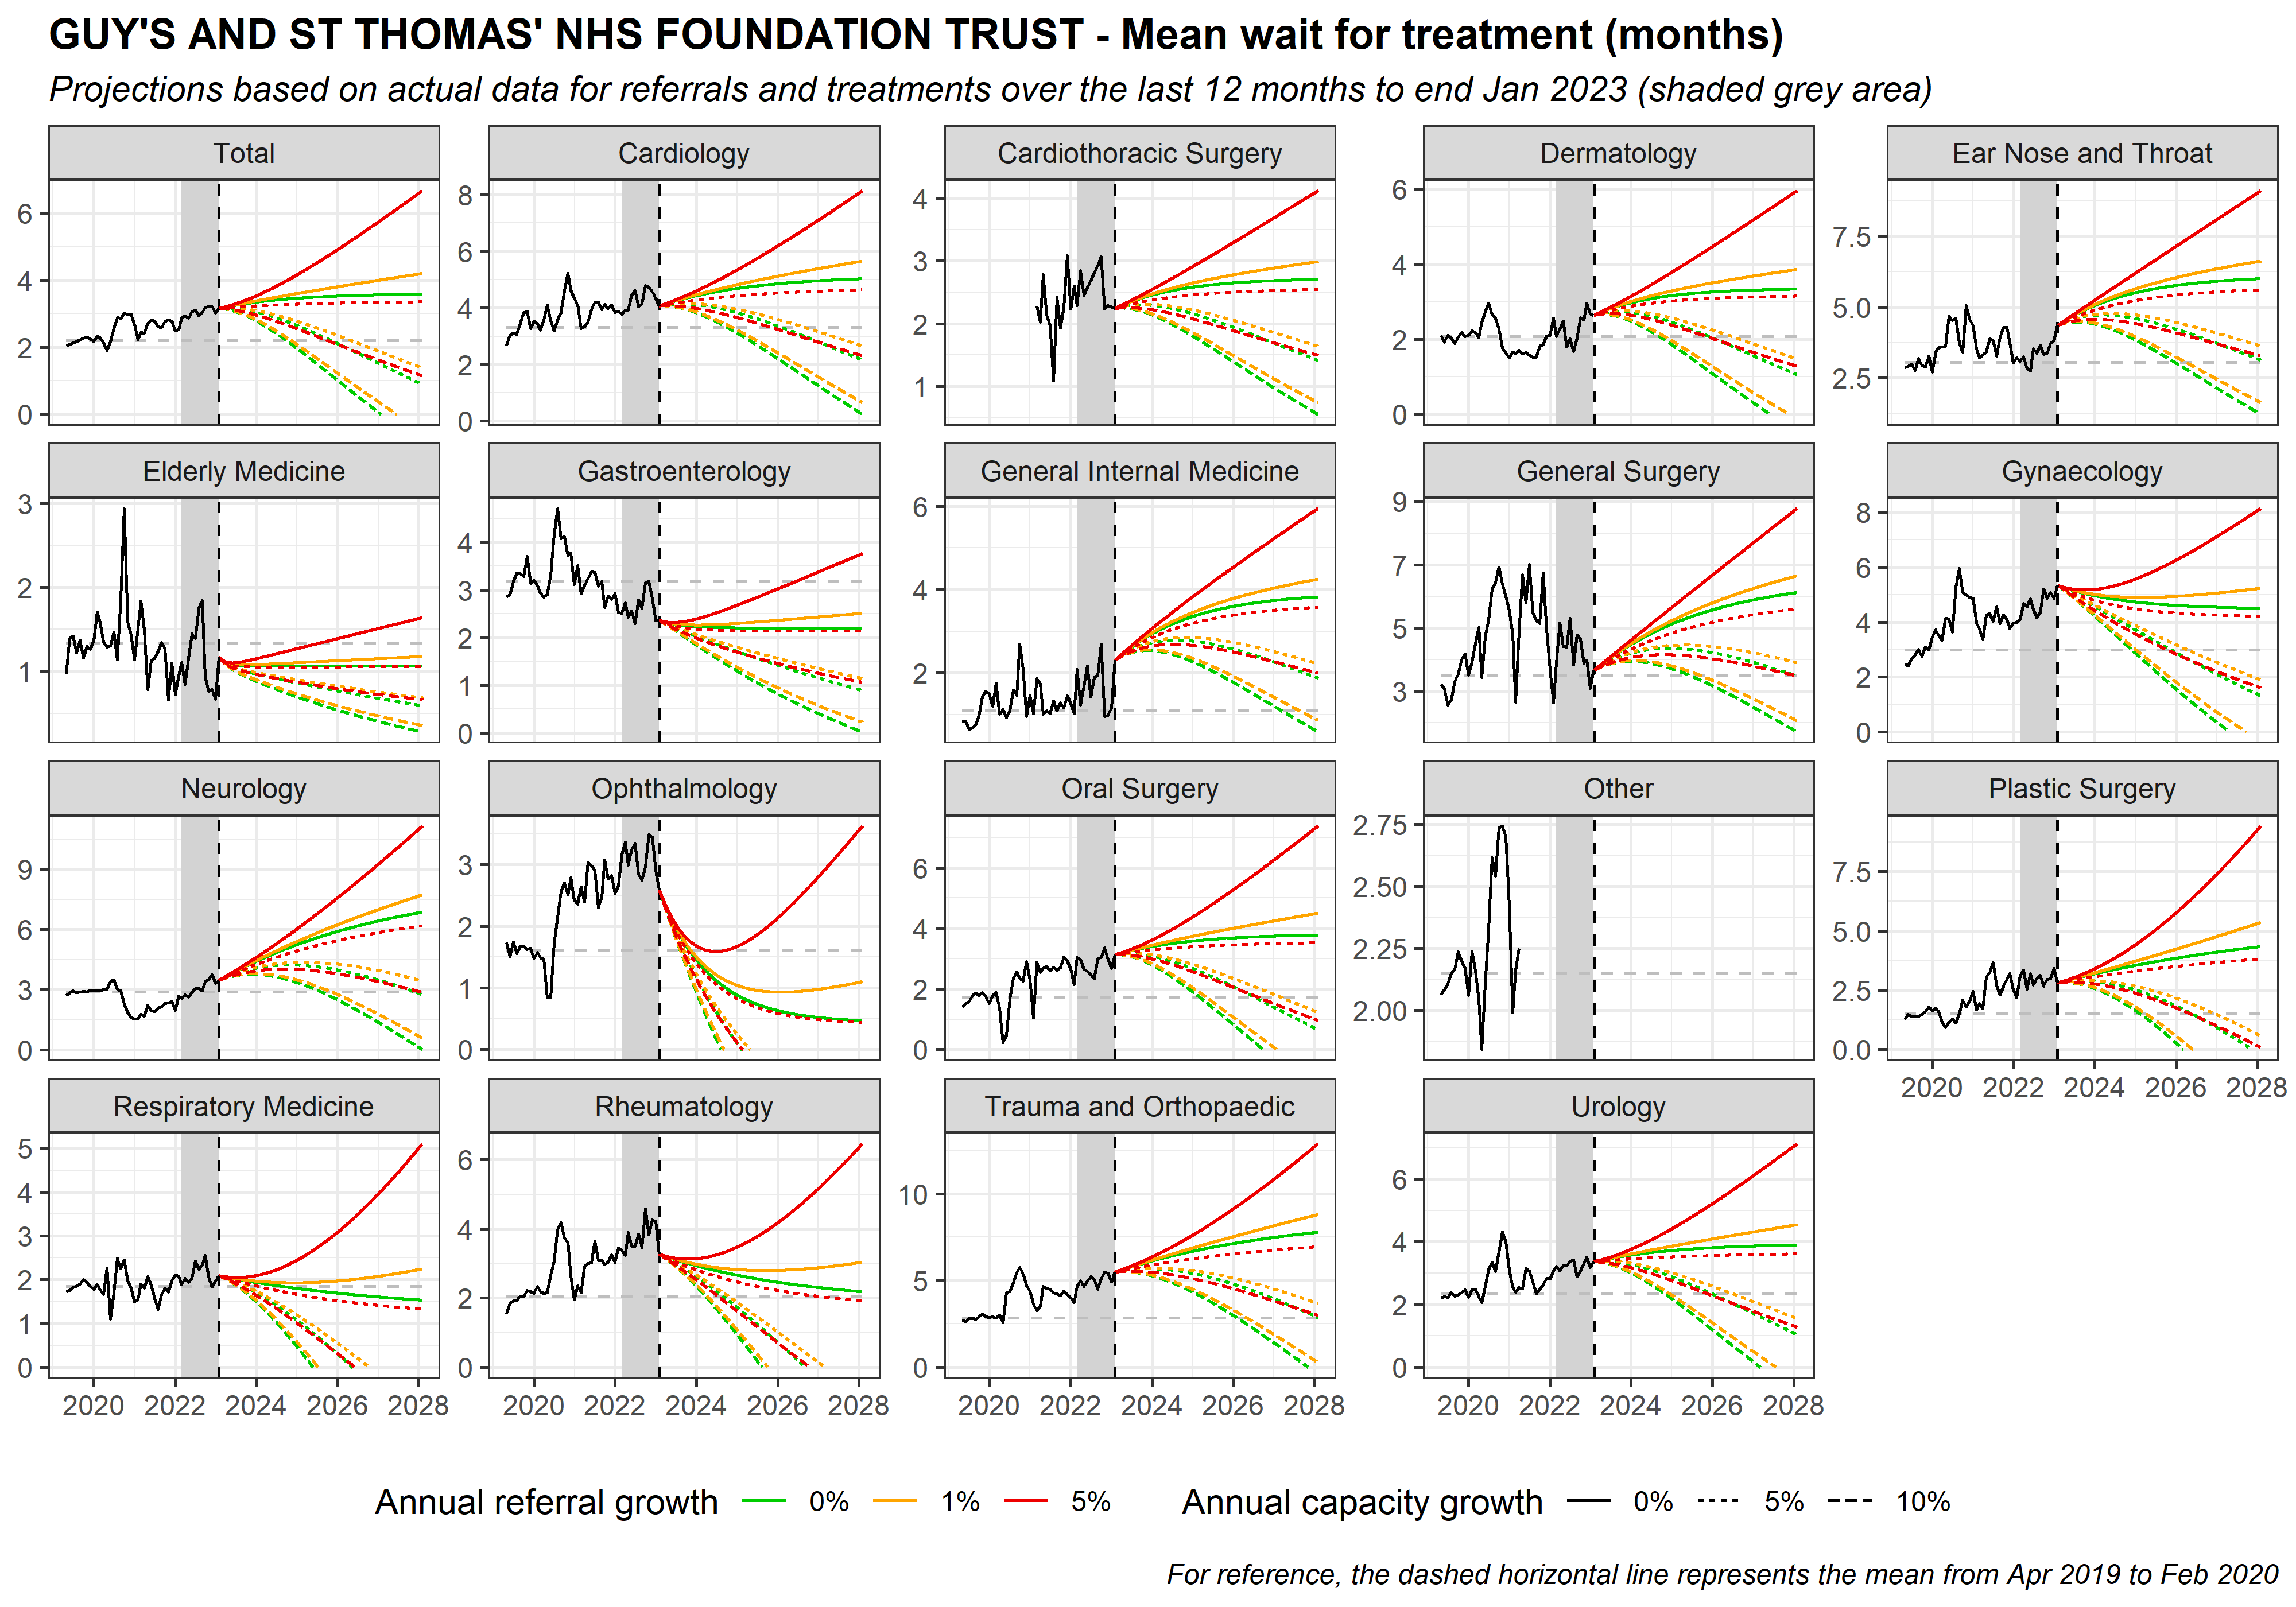 GUY'S AND ST THOMAS' NHS FOUNDATION TRUST - Mean wait for treatment (months)
Projections based on actual data for referrals and treatments over the last 12 months to end Jan 2023 (shaded grey area)
Total
Cardiology
Cardiothoracic Surgery
Dermatology
Ear Nose and Throat
6
4
2
0
8
6
4
2
0
4
3
2
1
6
4
2
0
7.5
5.0
2.5
Elderly Medicine
Gastroenterology
General Internal Medicine
General Surgery
Gynaecology
3
2
1
4
3
2
1
0
6
4
2
9
7
5
3
8
6
4
2
0
Neurology
Ophthalmology
Oral Surgery
Other
Plastic Surgery
9
6
3
0
3
2
1
0
6
4
2
0
2.75
2.50
2.25
2.00
7.5
5.0
2.5
0.0
2020 2022 2024 2026 2028
Respiratory Medicine
Rheumatology
Trauma and Orthopaedic
Urology
5
4
3
2
1
0
6
4
2
0
10
5
0
6
4
2
0
2020 2022 2024 2026 2028
2020 2022 2024 2026 2028
2020 2022 2024 2026 2028
2020 2022 2024 2026 2028
Annual referral growth 0% 1% 5% Annual capacity growth 0% 5% 10%
For reference, the dashed horizontal line represents the mean from Apr 2019 to Feb 2020